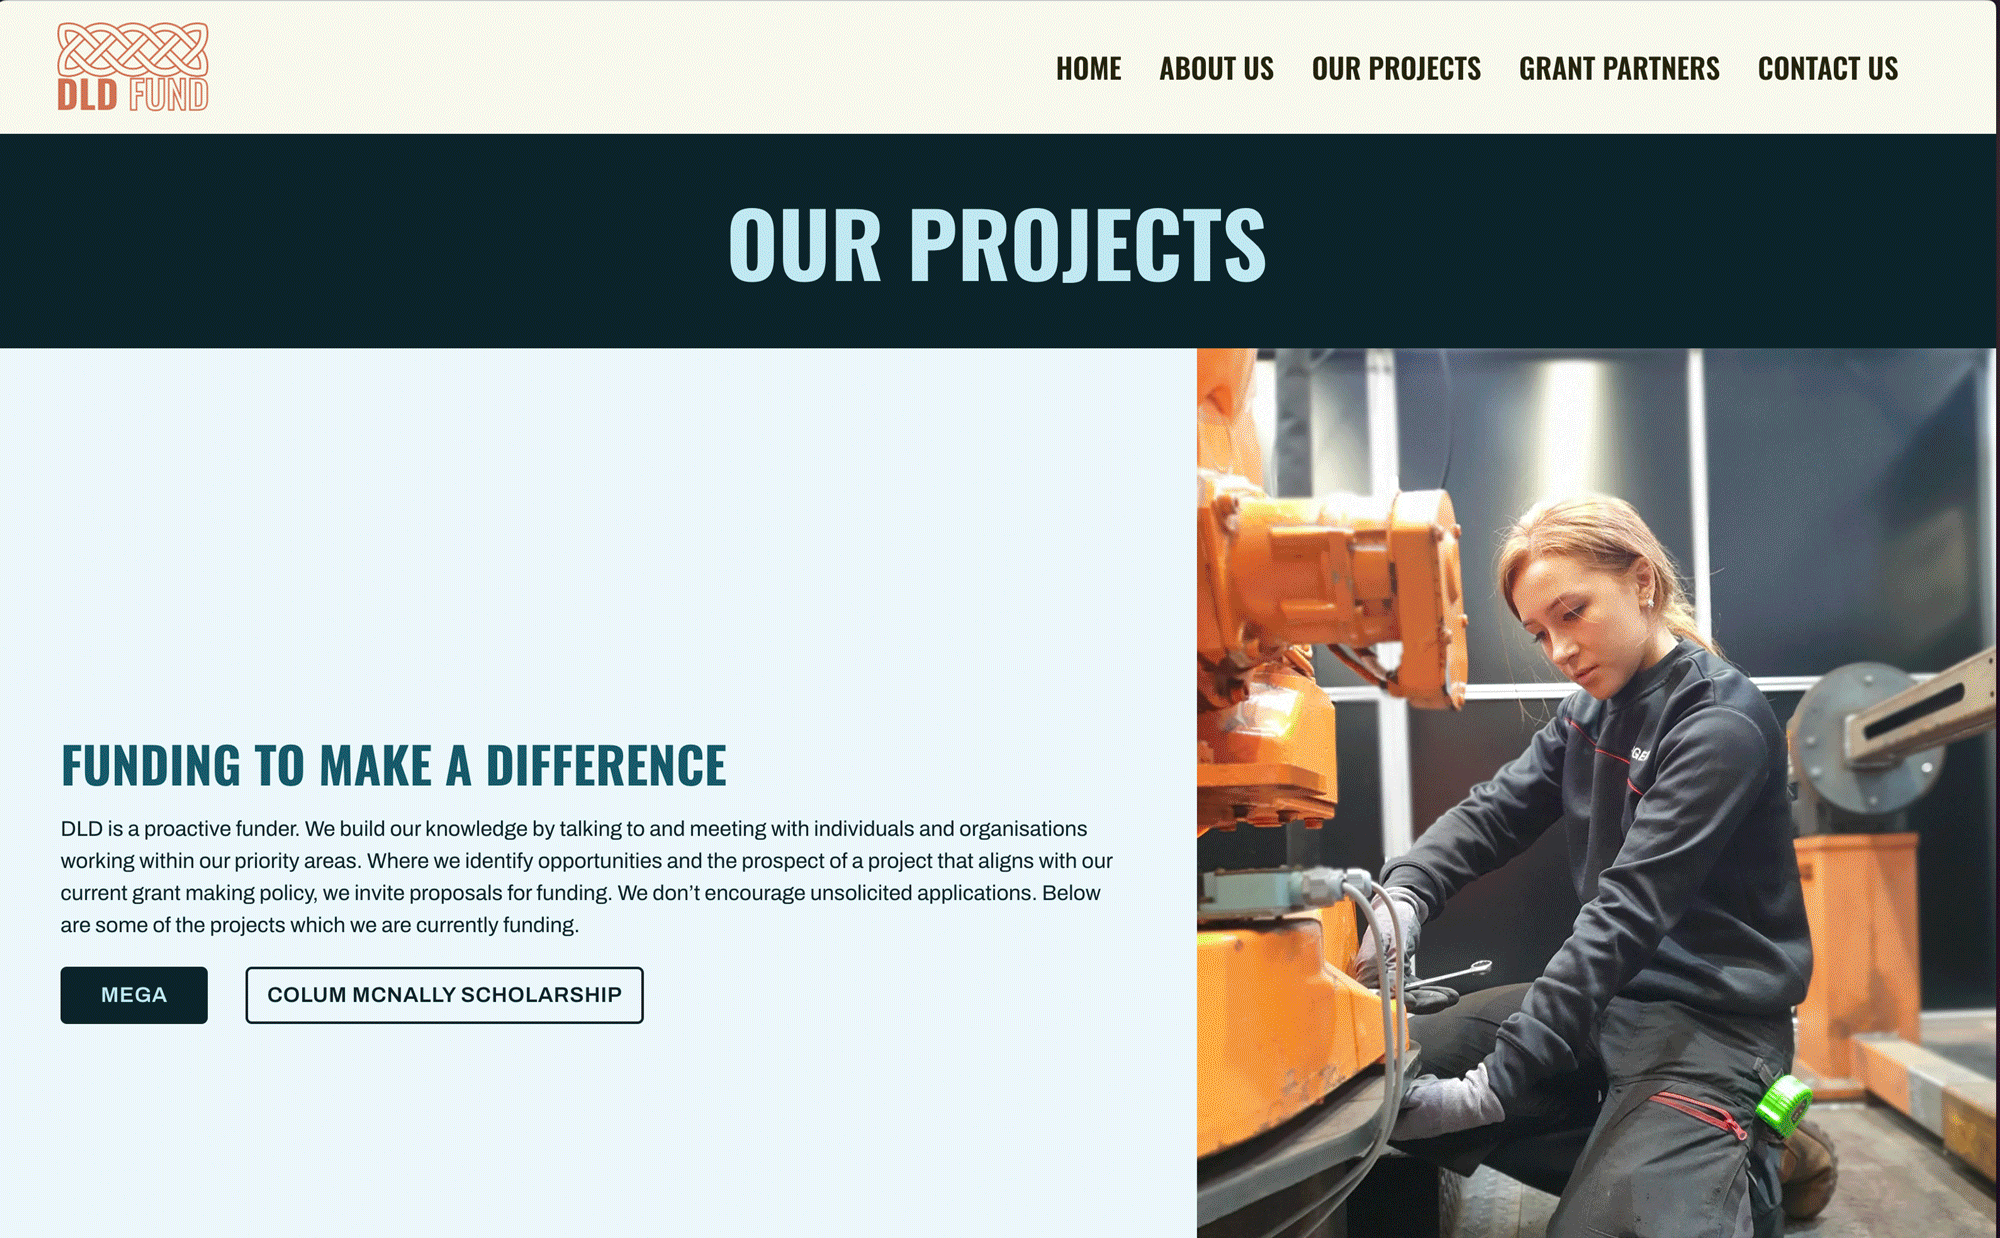 DLD FUND
HOME ABOUT US OUR PROJECTS GRANT PARTNERS CONTACT US
OUR PROJECTS
FUNDING TO MAKE A DIFFERENCE
DLD is a proactive funder. We build our knowledge by talking to and meeting with individuals and organisations
working within our priority areas. Where we identify opportunities and the prospect of a project that aligns with our
current grant making policy, we invite proposals for funding. We don’t encourage unsolicited applications. Below
are some of the projects which we are currently funding.
MEGA COLUM MCNALLY SCHOLARSHIP